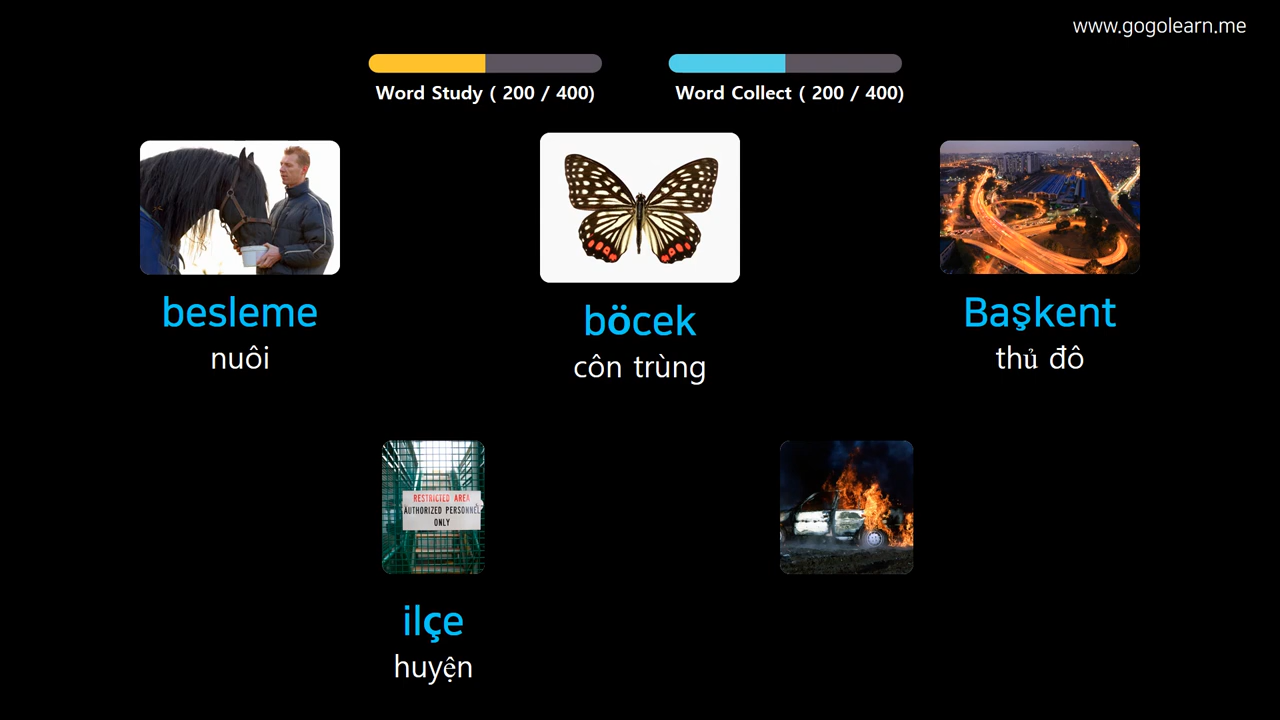 www.gogolearn.me
Word Study ( 200 / 400)
Word Collect ( 200 / 400)
besleme
nuôi
böcek
côn trùng
Başkent
thủ đô
RESTRICTED AREA
AUTHORIZED PERSONNEL
ONLY
ilçe
huyện